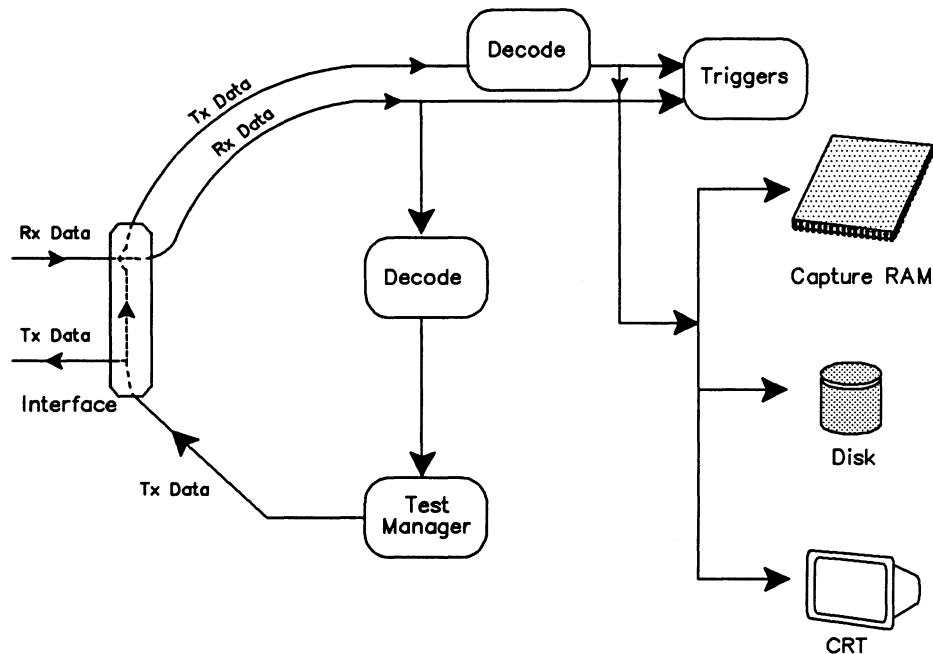 Decode
Triggers
Tx Data
Rx Data
Rx Data
Decode
Capture RAM
Tx Data
Interface
Disk
Tx Data
Test
Manager
CRT